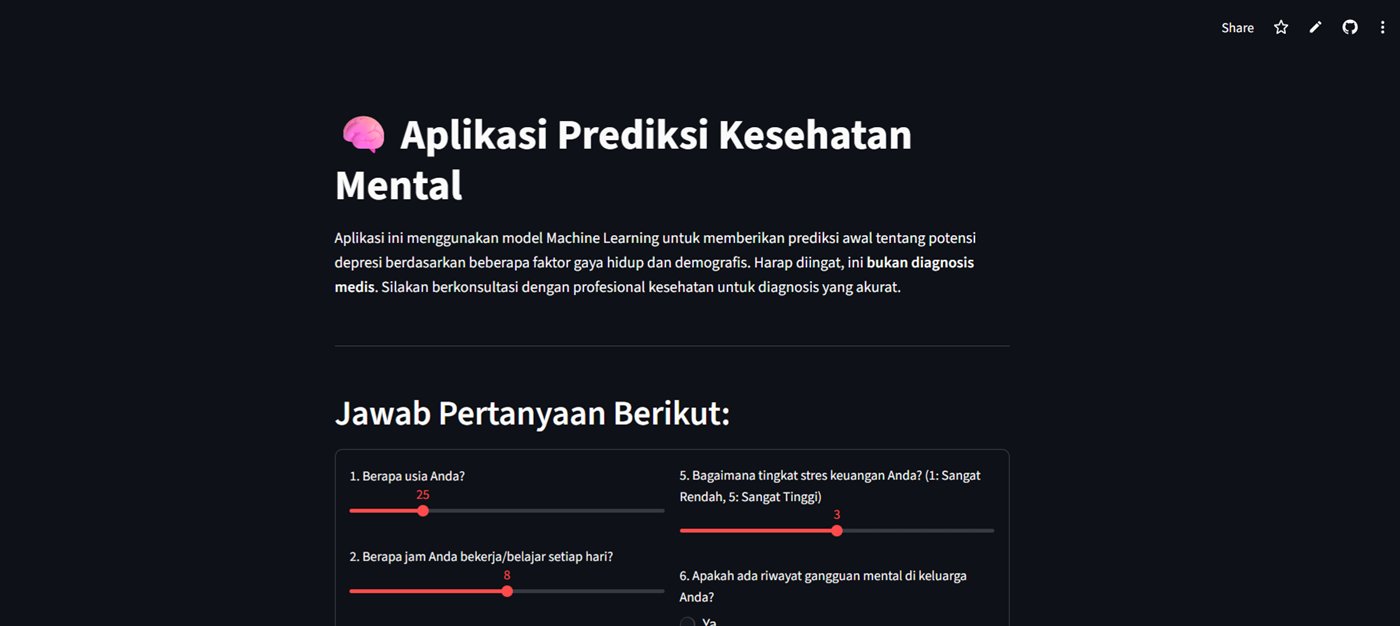 Share
Aplikasi Prediksi Kesehatan
Mental
Aplikasi ini menggunakan model Machine Learning untuk memberikan prediksi awal tentang potensi
depresi berdasarkan beberapa faktor gaya hidup dan demografis. Harap diingat, ini bukan diagnosis
medis. Silakan berkonsultasi dengan profesional kesehatan untuk diagnosis yang akurat.
Jawab Pertanyaan Berikut:
1. Berapa usia Anda?
25
2. Berapa jam Anda bekerja/belajar setiap hari?
8
5. Bagaimana tingkat stres keuangan Anda? (1: Sangat
Rendah, 5: Sangat Tinggi)
3
6. Apakah ada riwayat gangguan mental di keluarga
Anda?
Ya